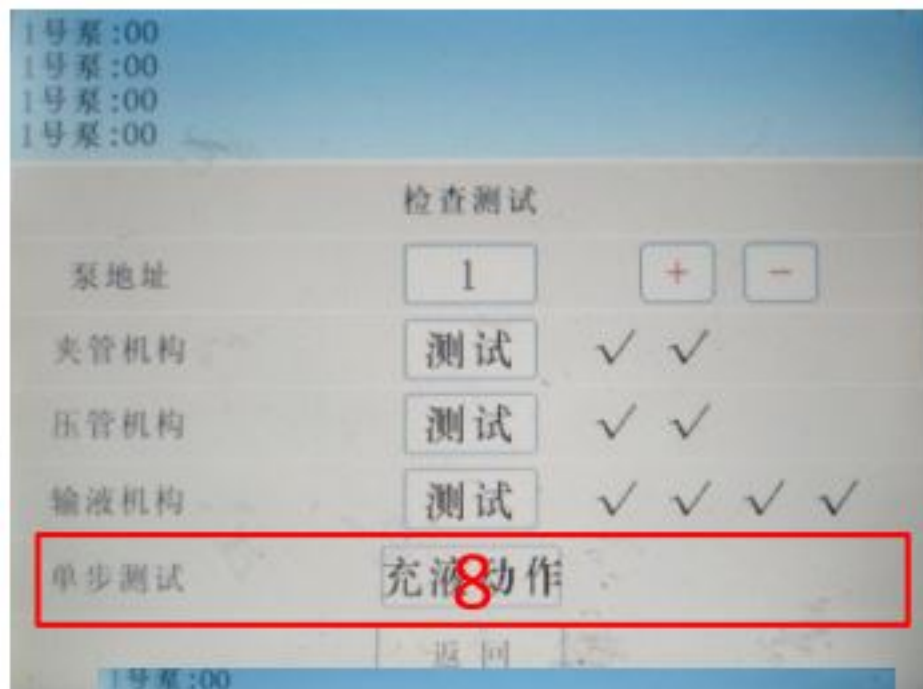 1号泵:00
1号泵:00
1号泵:00
1号泵:00
检查测试
泵地址 1 + -
夹管机构 测试 √ √
压管机构 测试 √ √
输液机构 测试 √ √ √ √
单步测试 充液动作 8
返回
1号泵:00